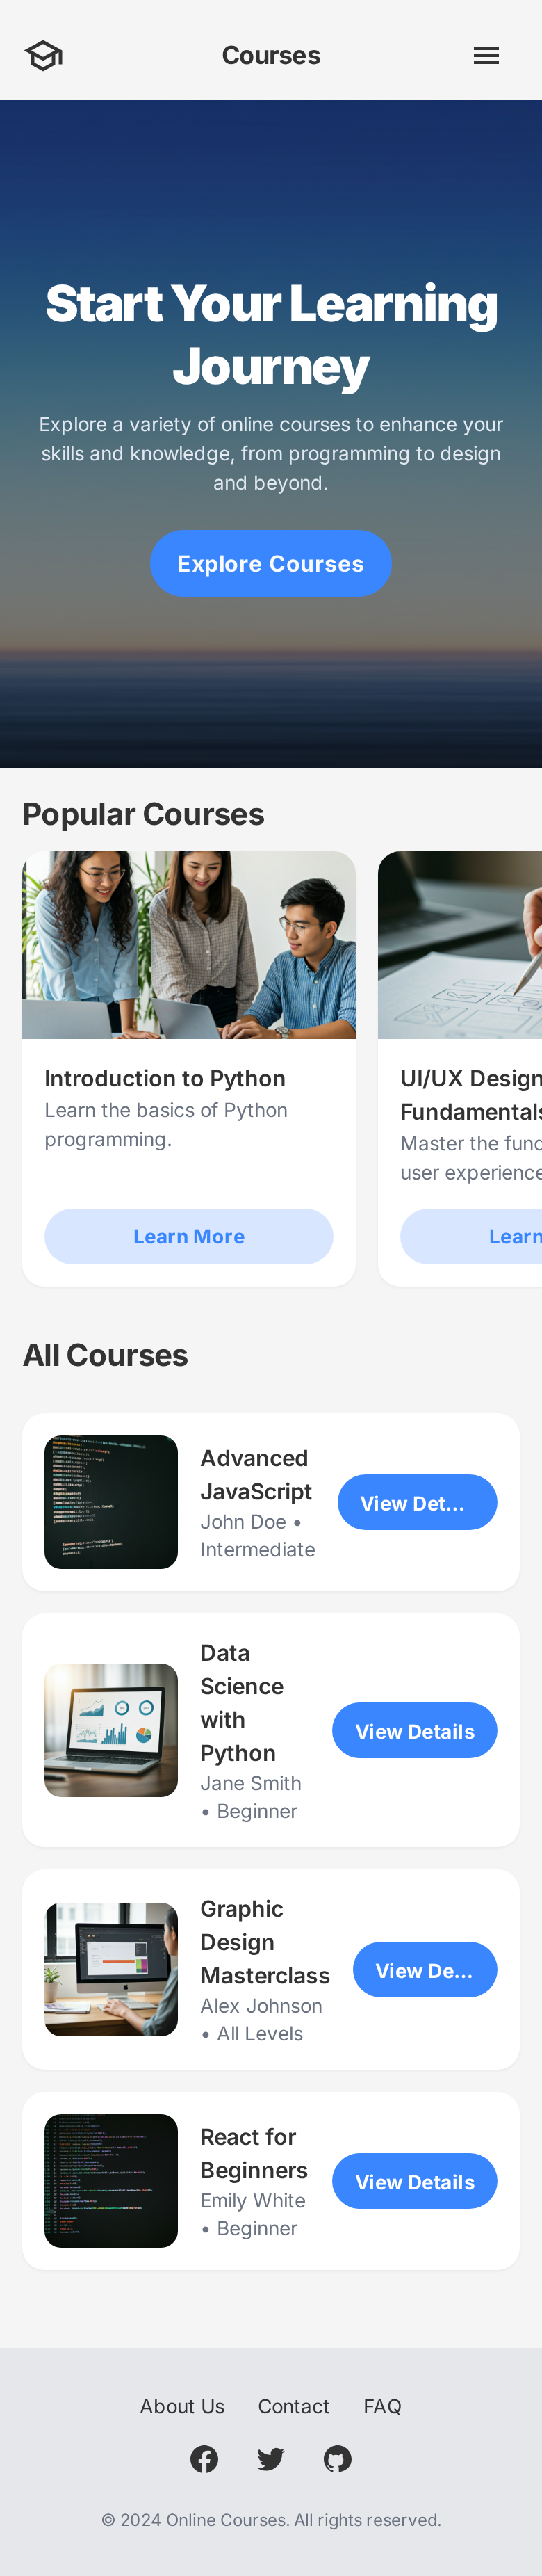 Courses
Start Your Learning
Journey
Explore a variety of online courses to enhance your
skills and knowledge, from programming to design
and beyond.
Explore Courses
Popular Courses
Introduction to Python
Learn the basics of Python
programming.
Learn More
UI/UX Design
Fundamentals
Master the fund
user experience
Learn
All Courses
Advanced
JavaScript
John Doe •
Intermediate
View Det...
Data
Science
with
Python
Jane Smith
• Beginner
View Details
Graphic
Design
Masterclass
Alex Johnson
• All Levels
View De...
React for
Beginners
Emily White
• Beginner
View Details
About Us Contact FAQ
© 2024 Online Courses. All rights reserved.